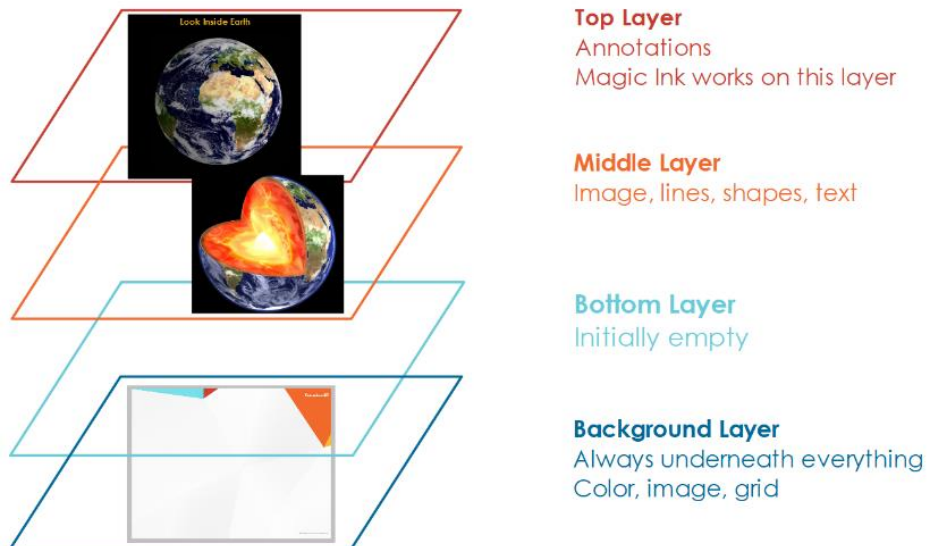 Look Inside Earth
Top Layer
Annotations
Magic Ink works on this layer
Middle Layer
Image, lines, shapes, text
Bottom Layer
Initially empty
Background Layer
Always underneath everything
Color, image, grid